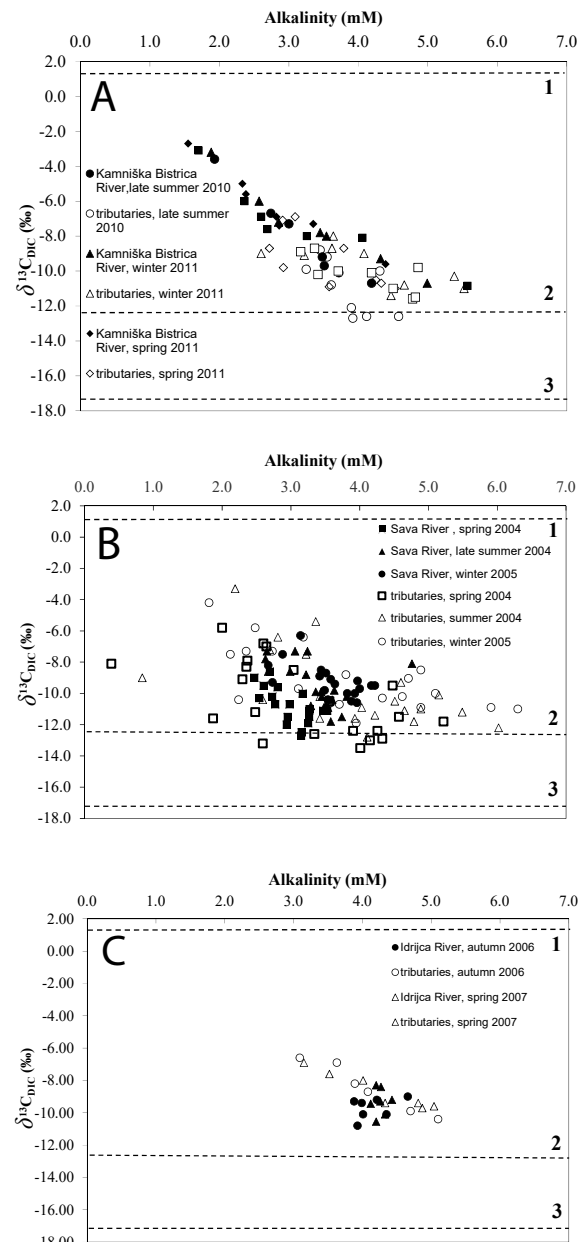 Alkalinity (mM)
0.0 1.0 2.0 3.0 4.0 5.0 6.0 7.0
2.0
0.0
-2.0
-4.0
-6.0
-8.0
-10.0
-12.0
-14.0
-16.0
-18.0
δ¹³C_DIC (‰)
A
1
2
3
Kamniška Bistrica
River,late summer 2010
tributaries, late summer
2010
Kamniška Bistrica
River, winter 2011
tributaries, winter 2011
Kamniška Bistrica
River, spring 2011
tributaries, spring 2011
Alkalinity (mM)
0.0 1.0 2.0 3.0 4.0 5.0 6.0 7.0
2.0
0.0
-2.0
-4.0
-6.0
-8.0
-10.0
-12.0
-14.0
-16.0
-18.0
δ¹³C_DIC (‰)
B
1
2
3
Sava River , spring 2004
Sava River, late summer 2004
Sava River, winter 2005
tributaries, spring 2004
tributaries, summer 2004
tributaries, winter 2005
Alkalinity (mM)
0.0 1.0 2.0 3.0 4.0 5.0 6.0 7.0
2.00
0.00
-2.00
-4.00
-6.00
-8.00
-10.00
-12.00
-14.00
-16.00
-18.00
δ¹³C_DIC (‰)
C
1
2
3
Idrijca River, autumn 2006
tributaries, autumn 2006
Idrijca River, spring 2007
tributaries, spring 2007